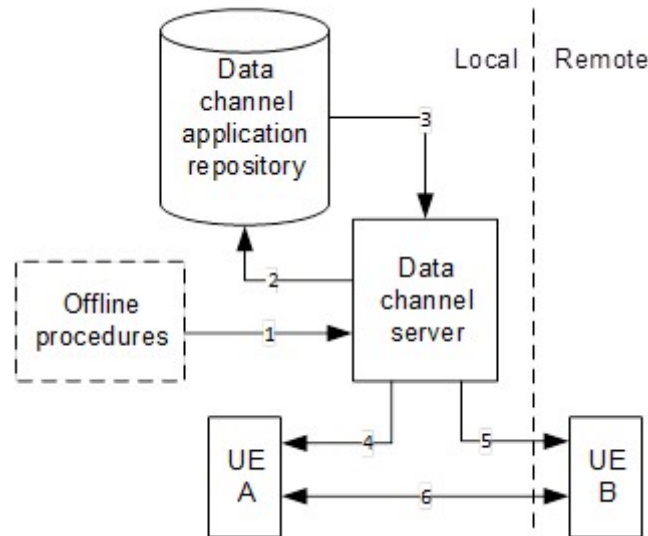 Data
channel
application
repository
Local
Remote
3
Data
channel
server
2
Offline
procedures
1
4
5
UE
A
6
UE
B